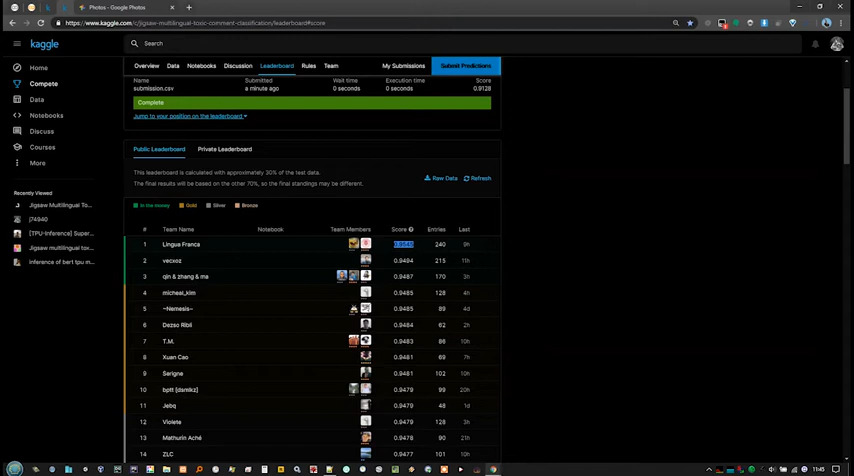 Photos - Google Photos
https://www.kaggle.com/c/jigsaw-multilingual-toxic-comment-classification/leaderboard#score
kaggle
Search
Overview Data Notebooks Discussion Leaderboard Rules Team My Submissions Submit Predictions
Home
Compete
Data
Notebooks
Discuss
Courses
More
Recently Viewed
Jigsaw Multilingual To...
j74940
[TPU-Inference] Super...
Jigsaw multilingual tox...
Inference of bert tpu m...
Name Submitted Wait time Execution time Score
submission.csv a minute ago 0 seconds 0 seconds 0.9128
Complete
Jump to your position on the leaderboard
Public Leaderboard Private Leaderboard
This leaderboard is calculated with approximately 30% of the test data.
The final results will be based on the other 70%, so the final standings may be different.
Raw Data Refresh
In the money Gold Silver Bronze
# Team Name Notebook Team Members Score Entries Last
1 Lingua Franca 240 9h
2 vecxoz 0.9494 215 11h
3 qin & zhang & me 0.9487 170 3h
4 micheal_kim 0.9485 128 4h
5 ~Nemesis~ 0.9485 89 4d
6 Dezso Ribli 0.9484 62 2h
7 T.M. 0.9483 86 10h
8 Xuan Cao 0.9481 69 7h
9 Serigne 0.9481 102 10h
10 bptt [dsmlkz] 0.9479 99 20h
11 Jebq 0.9479 48 1d
12 Violete 0.9479 128 3h
13 Mathurin Aché 0.9478 90 21h
14 ZLC 0.9477 101 10h
11:45